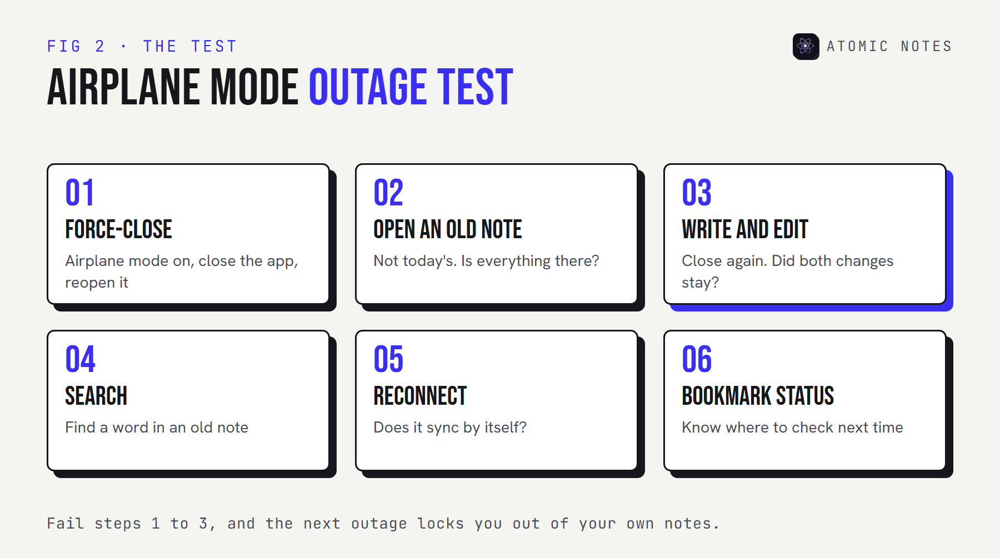 FIG 2 · THE TEST
ATOMIC NOTES
AIRPLANE MODE OUTAGE TEST
01
FORCE-CLOSE
Airplane mode on, close the app,
reopen it
02
OPEN AN OLD NOTE
Not today's. Is everything there?
03
WRITE AND EDIT
Close again. Did both changes
stay?
04
SEARCH
Find a word in an old note
05
RECONNECT
Does it sync by itself?
06
BOOKMARK STATUS
Know where to check next time
Fail steps 1 to 3, and the next outage locks you out of your own notes.